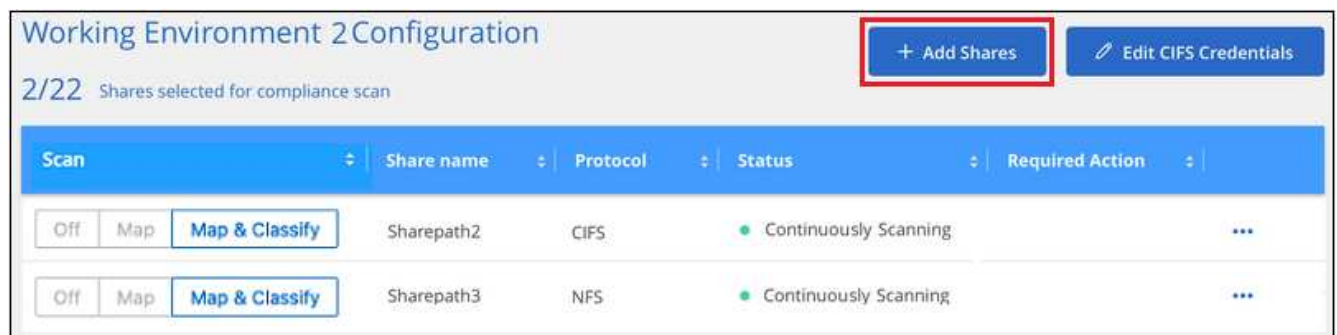 Working Environment 2 Configuration
+ Add Shares
Edit CIFS Credentials
2/22 Shares selected for compliance scan
Scan Share name Protocol Status Required Action
Off Map Map & Classify Sharepath2 CIFS Continuously Scanning ...
Off Map Map & Classify Sharepath3 NFS Continuously Scanning ...